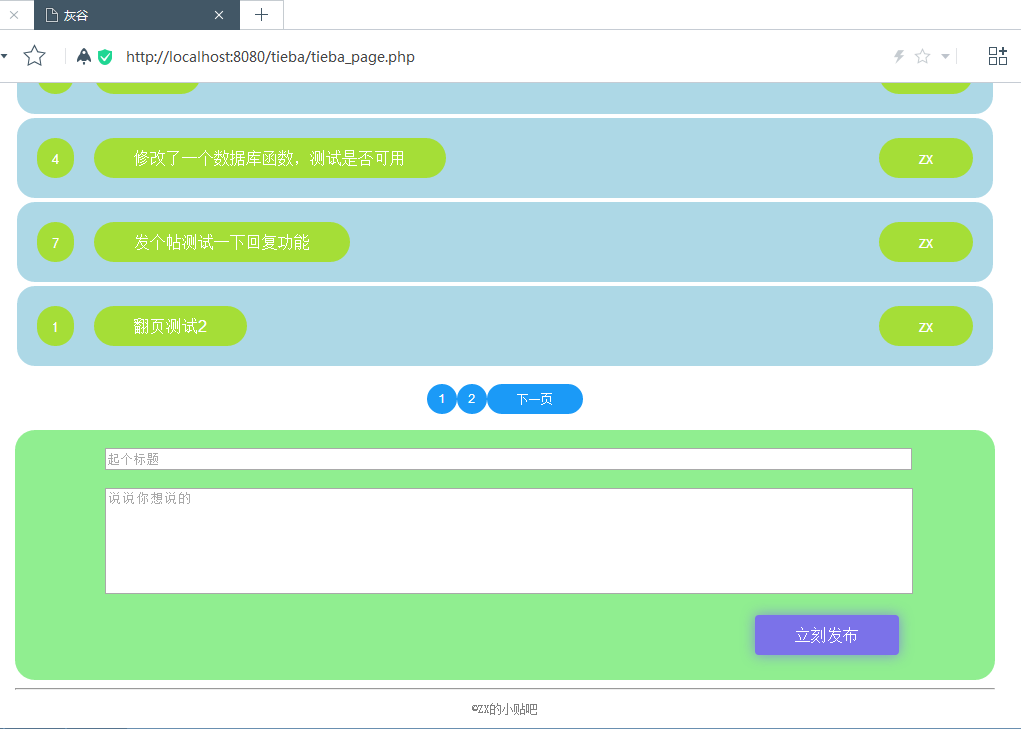 灰谷
http://localhost:8080/tieba/tieba_page.php
4 修改了一个数据库函数，测试是否可用 zx
7 发个帖测试一下回复功能 zx
1 翻页测试2 zx
1 2 下一页
起个标题
说说你想说的
立刻发布
©ZX的小贴吧